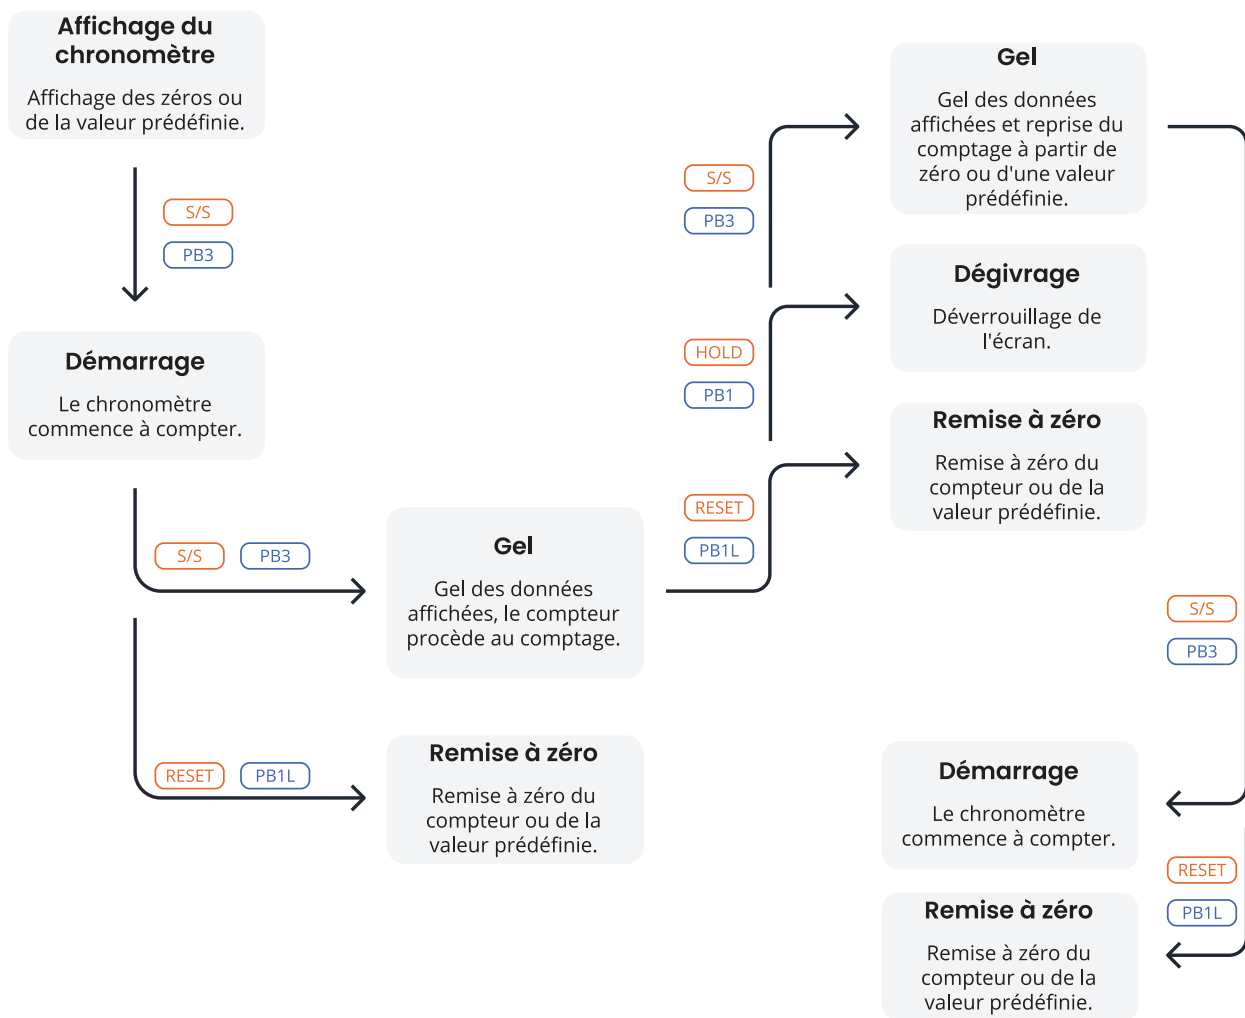 Affichage du
chronomètre
Affichage des zéros ou
de la valeur prédéfinie.
S/S
PB3
Démarrage
Le chronomètre
commence à compter.
S/S PB3
RESET PB1L
Gel
Gel des données
affichées, le compteur
procède au comptage.
Remise à zéro
Remise à zéro du
compteur ou de la
valeur prédéfinie.
S/S
PB3
HOLD
PB1
RESET
PB1L
Gel
Gel des données
affichées et reprise du
comptage à partir de
zéro ou d'une valeur
prédéfinie.
Dégivrage
Déverrouillage de
l'écran.
Remise à zéro
Remise à zéro du
compteur ou de la
valeur prédéfinie.
S/S
PB3
Démarrage
Le chronomètre
commence à compter.
RESET
PB1L
Remise à zéro
Remise à zéro du
compteur ou de la
valeur prédéfinie.